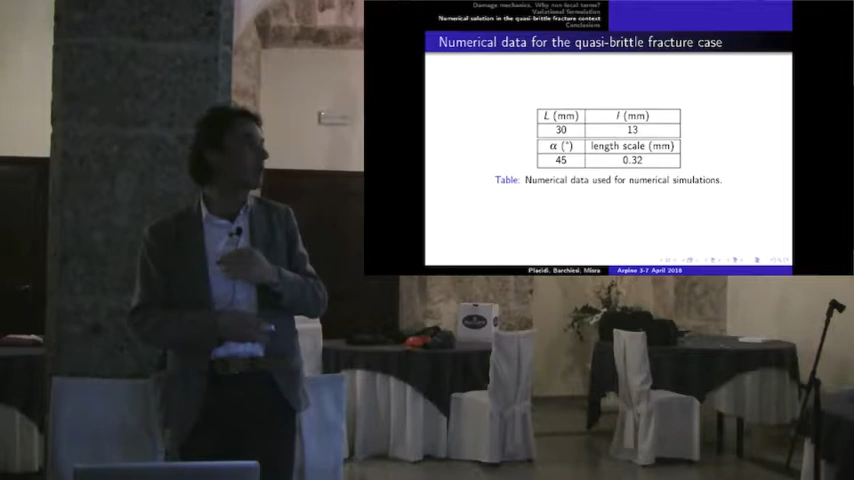 Damage mechanics. Why non-local terms?
Variational formulation
Numerical solution in the quasi-brittle fracture context
Conclusions
Numerical data for the quasi-brittle fracture case
L (mm) l (mm)
30 13
α (°) length scale (mm)
45 0.32
Table: Numerical data used for numerical simulations.
Placidi, Barchiesi, Misra Arpino 3-7 April 2018